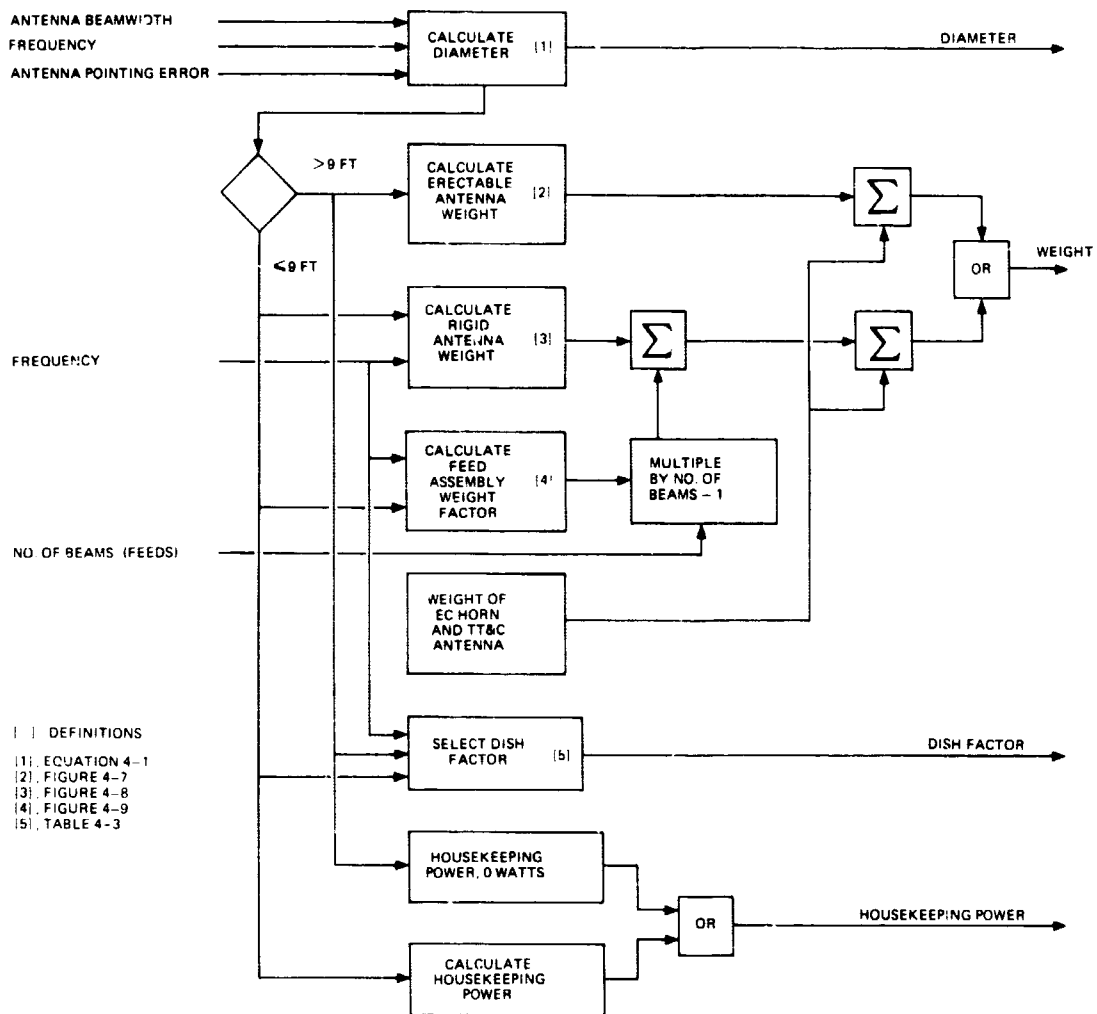 ANTENNA BEAMWIDTH
FREQUENCY
ANTENNA POINTING ERROR
CALCULATE
DIAMETER
[1]
DIAMETER
>9 FT
≤9 FT
CALCULATE
ERECTABLE
ANTENNA
WEIGHT
[2]
Σ
OR
WEIGHT
FREQUENCY
CALCULATE
RIGID
ANTENNA
WEIGHT
[3]
Σ
Σ
CALCULATE
FEED
ASSEMBLY
WEIGHT
FACTOR
[4]
MULTIPLE
BY NO. OF
BEAMS – 1
NO. OF BEAMS (FEEDS)
WEIGHT OF
EC HORN
AND TT&C
ANTENNA
[ ] DEFINITIONS
[1], EQUATION 4–1
[2], FIGURE 4–7
[3], FIGURE 4–8
[4], FIGURE 4–9
[5], TABLE 4–3
SELECT DISH
FACTOR
[5]
DISH FACTOR
HOUSEKEEPING
POWER, 0 WATTS
OR
HOUSEKEEPING POWER
CALCULATE
HOUSEKEEPING
POWER